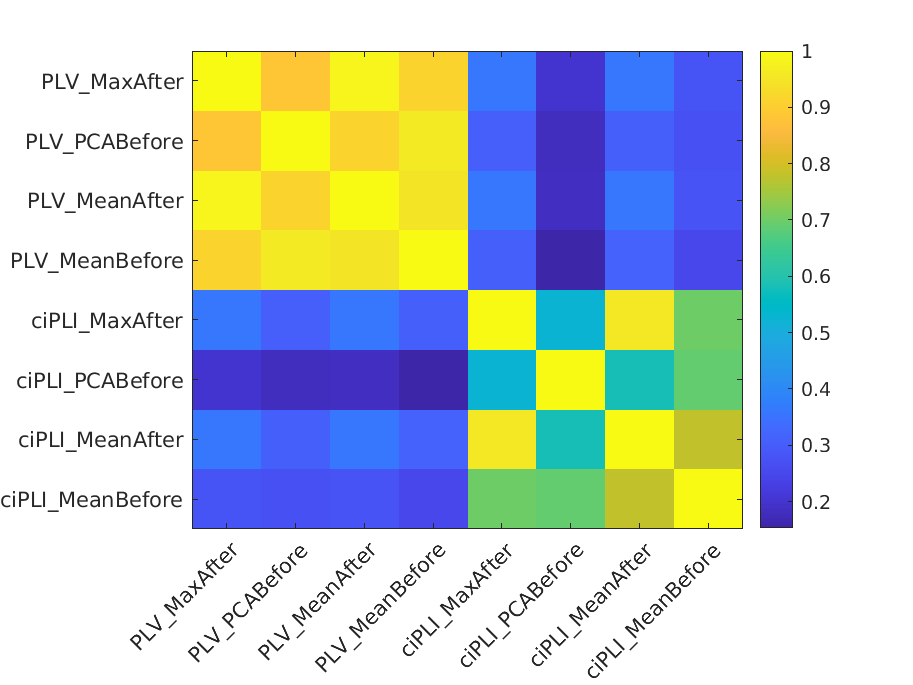 PLV_MaxAfter
PLV_PCABefore
PLV_MeanAfter
PLV_MeanBefore
ciPLI_MaxAfter
ciPLI_PCABefore
ciPLI_MeanAfter
ciPLI_MeanBefore
PLV_MaxAfter
PLV_PCABefore
PLV_MeanAfter
PLV_MeanBefore
ciPLI_MaxAfter
ciPLI_PCABefore
ciPLI_MeanAfter
ciPLI_MeanBefore
1
0.9
0.8
0.7
0.6
0.5
0.4
0.3
0.2